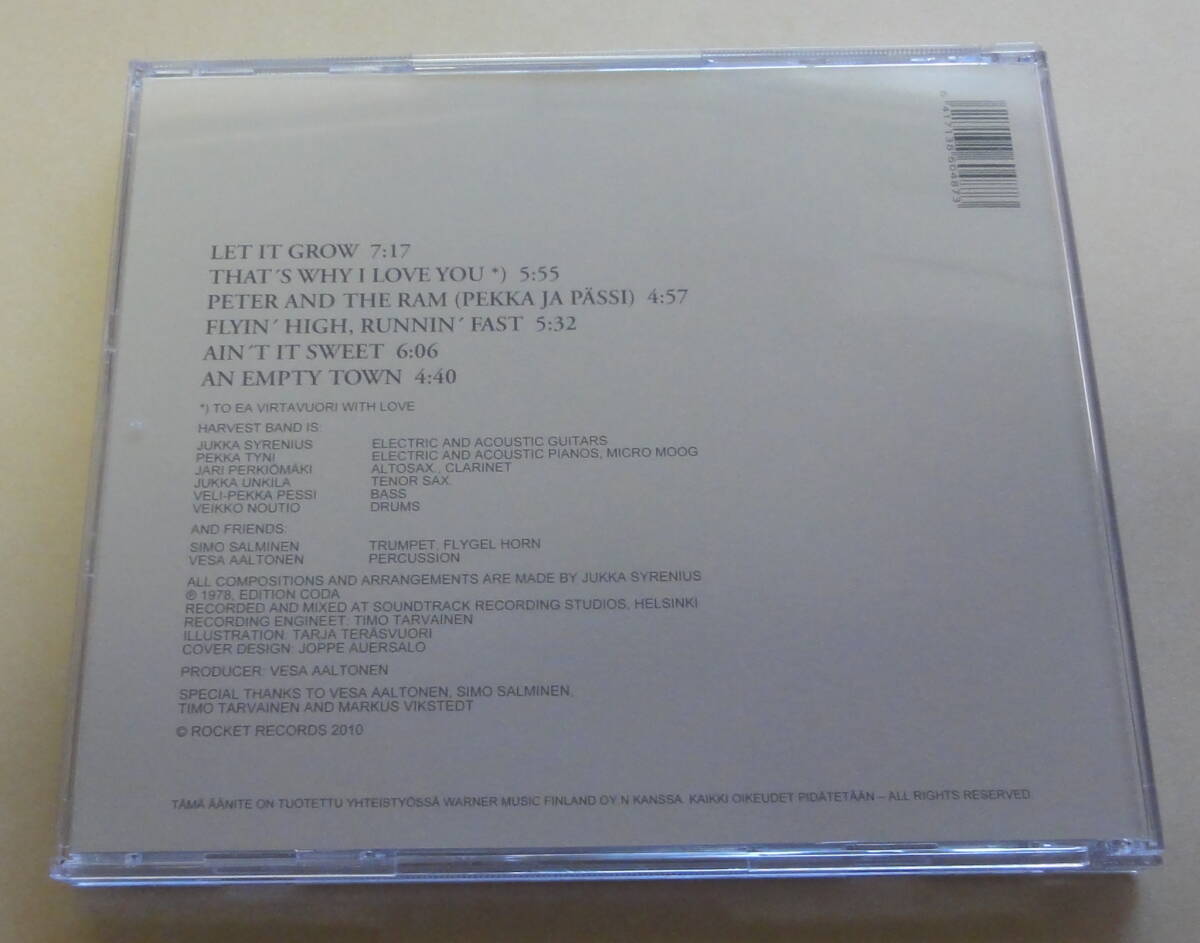 6 417138 604873
LET IT GROW 7:17
THAT´S WHY I LOVE YOU *) 5:55
PETER AND THE RAM (PEKKA JA PÄSSI) 4:57
FLYIN´ HIGH, RUNNIN´ FAST 5:32
AIN´T IT SWEET 6:06
AN EMPTY TOWN 4:40
*) TO EA VIRTAVUORI WITH LOVE
HARVEST BAND IS:
JUKKA SYRENIUS ELECTRIC AND ACOUSTIC GUITARS
PEKKA TYNI ELECTRIC AND ACOUSTIC PIANOS, MICRO MOOG
JARI PERKIÖMÄKI ALTOSAX., CLARINET
JUKKA UNKILA TENOR SAX.
VELI-PEKKA PESSI BASS
VEIKKO NOUTIO DRUMS
AND FRIENDS:
SIMO SALMINEN TRUMPET, FLYGEL HORN
VESA AALTONEN PERCUSSION
ALL COMPOSITIONS AND ARRANGEMENTS ARE MADE BY JUKKA SYRENIUS
℗ 1978, EDITION CODA
RECORDED AND MIXED AT SOUNDTRACK RECORDING STUDIOS, HELSINKI
RECORDING ENGINEET: TIMO TARVAINEN
ILLUSTRATION: TARJA TERÄSVUORI
COVER DESIGN: JOPPE AUERSALO
PRODUCER: VESA AALTONEN
SPECIAL THANKS TO VESA AALTONEN, SIMO SALMINEN,
TIMO TARVAINEN AND MARKUS VIKSTEDT
© ROCKET RECORDS 2010
TÄMÄ ÄÄNITE ON TUOTETTU YHTEISTYÖSSÄ WARNER MUSIC FINLAND OY:N KANSSA. KAIKKI OIKEUDET PIDÄTETÄÄN – ALL RIGHTS RESERVED.